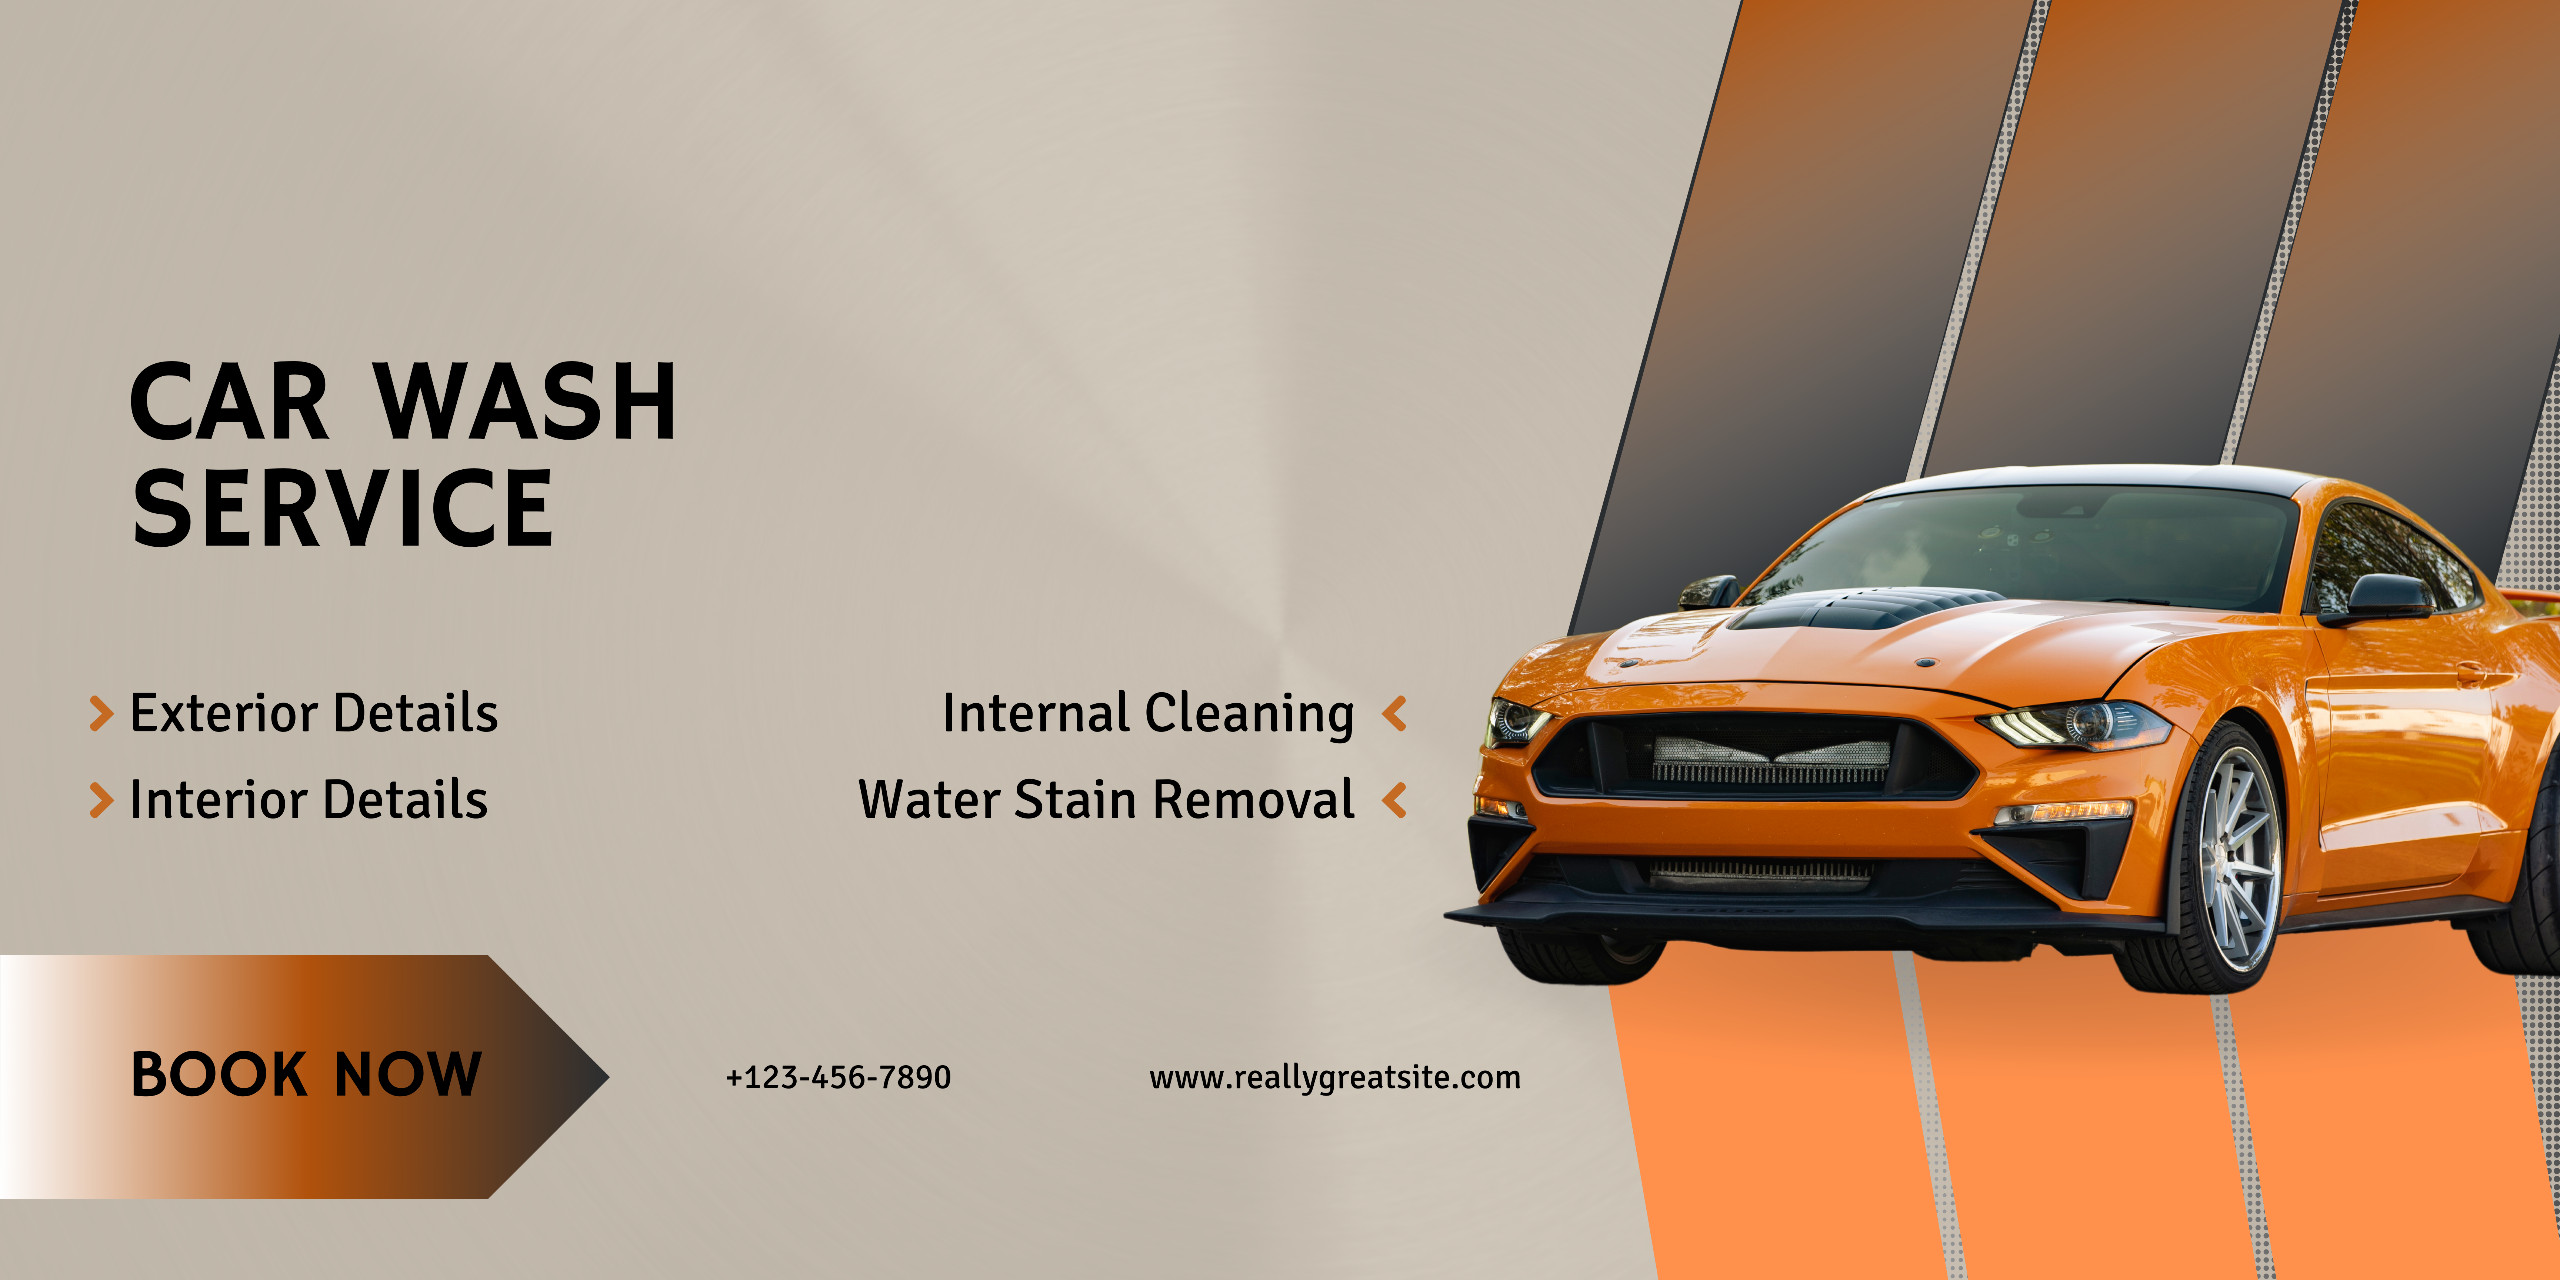 CAR WASH
SERVICE
Exterior Details
Interior Details
Internal Cleaning
Water Stain Removal
BOOK NOW
+123-456-7890
www.reallygreatsite.com